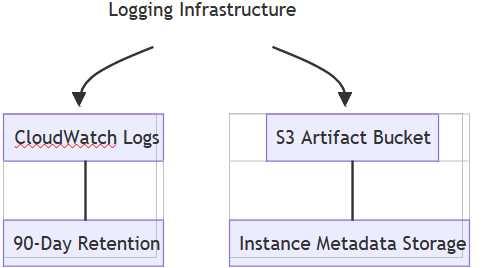 Logging Infrastructure
CloudWatch Logs
S3 Artifact Bucket
90-Day Retention
Instance Metadata Storage